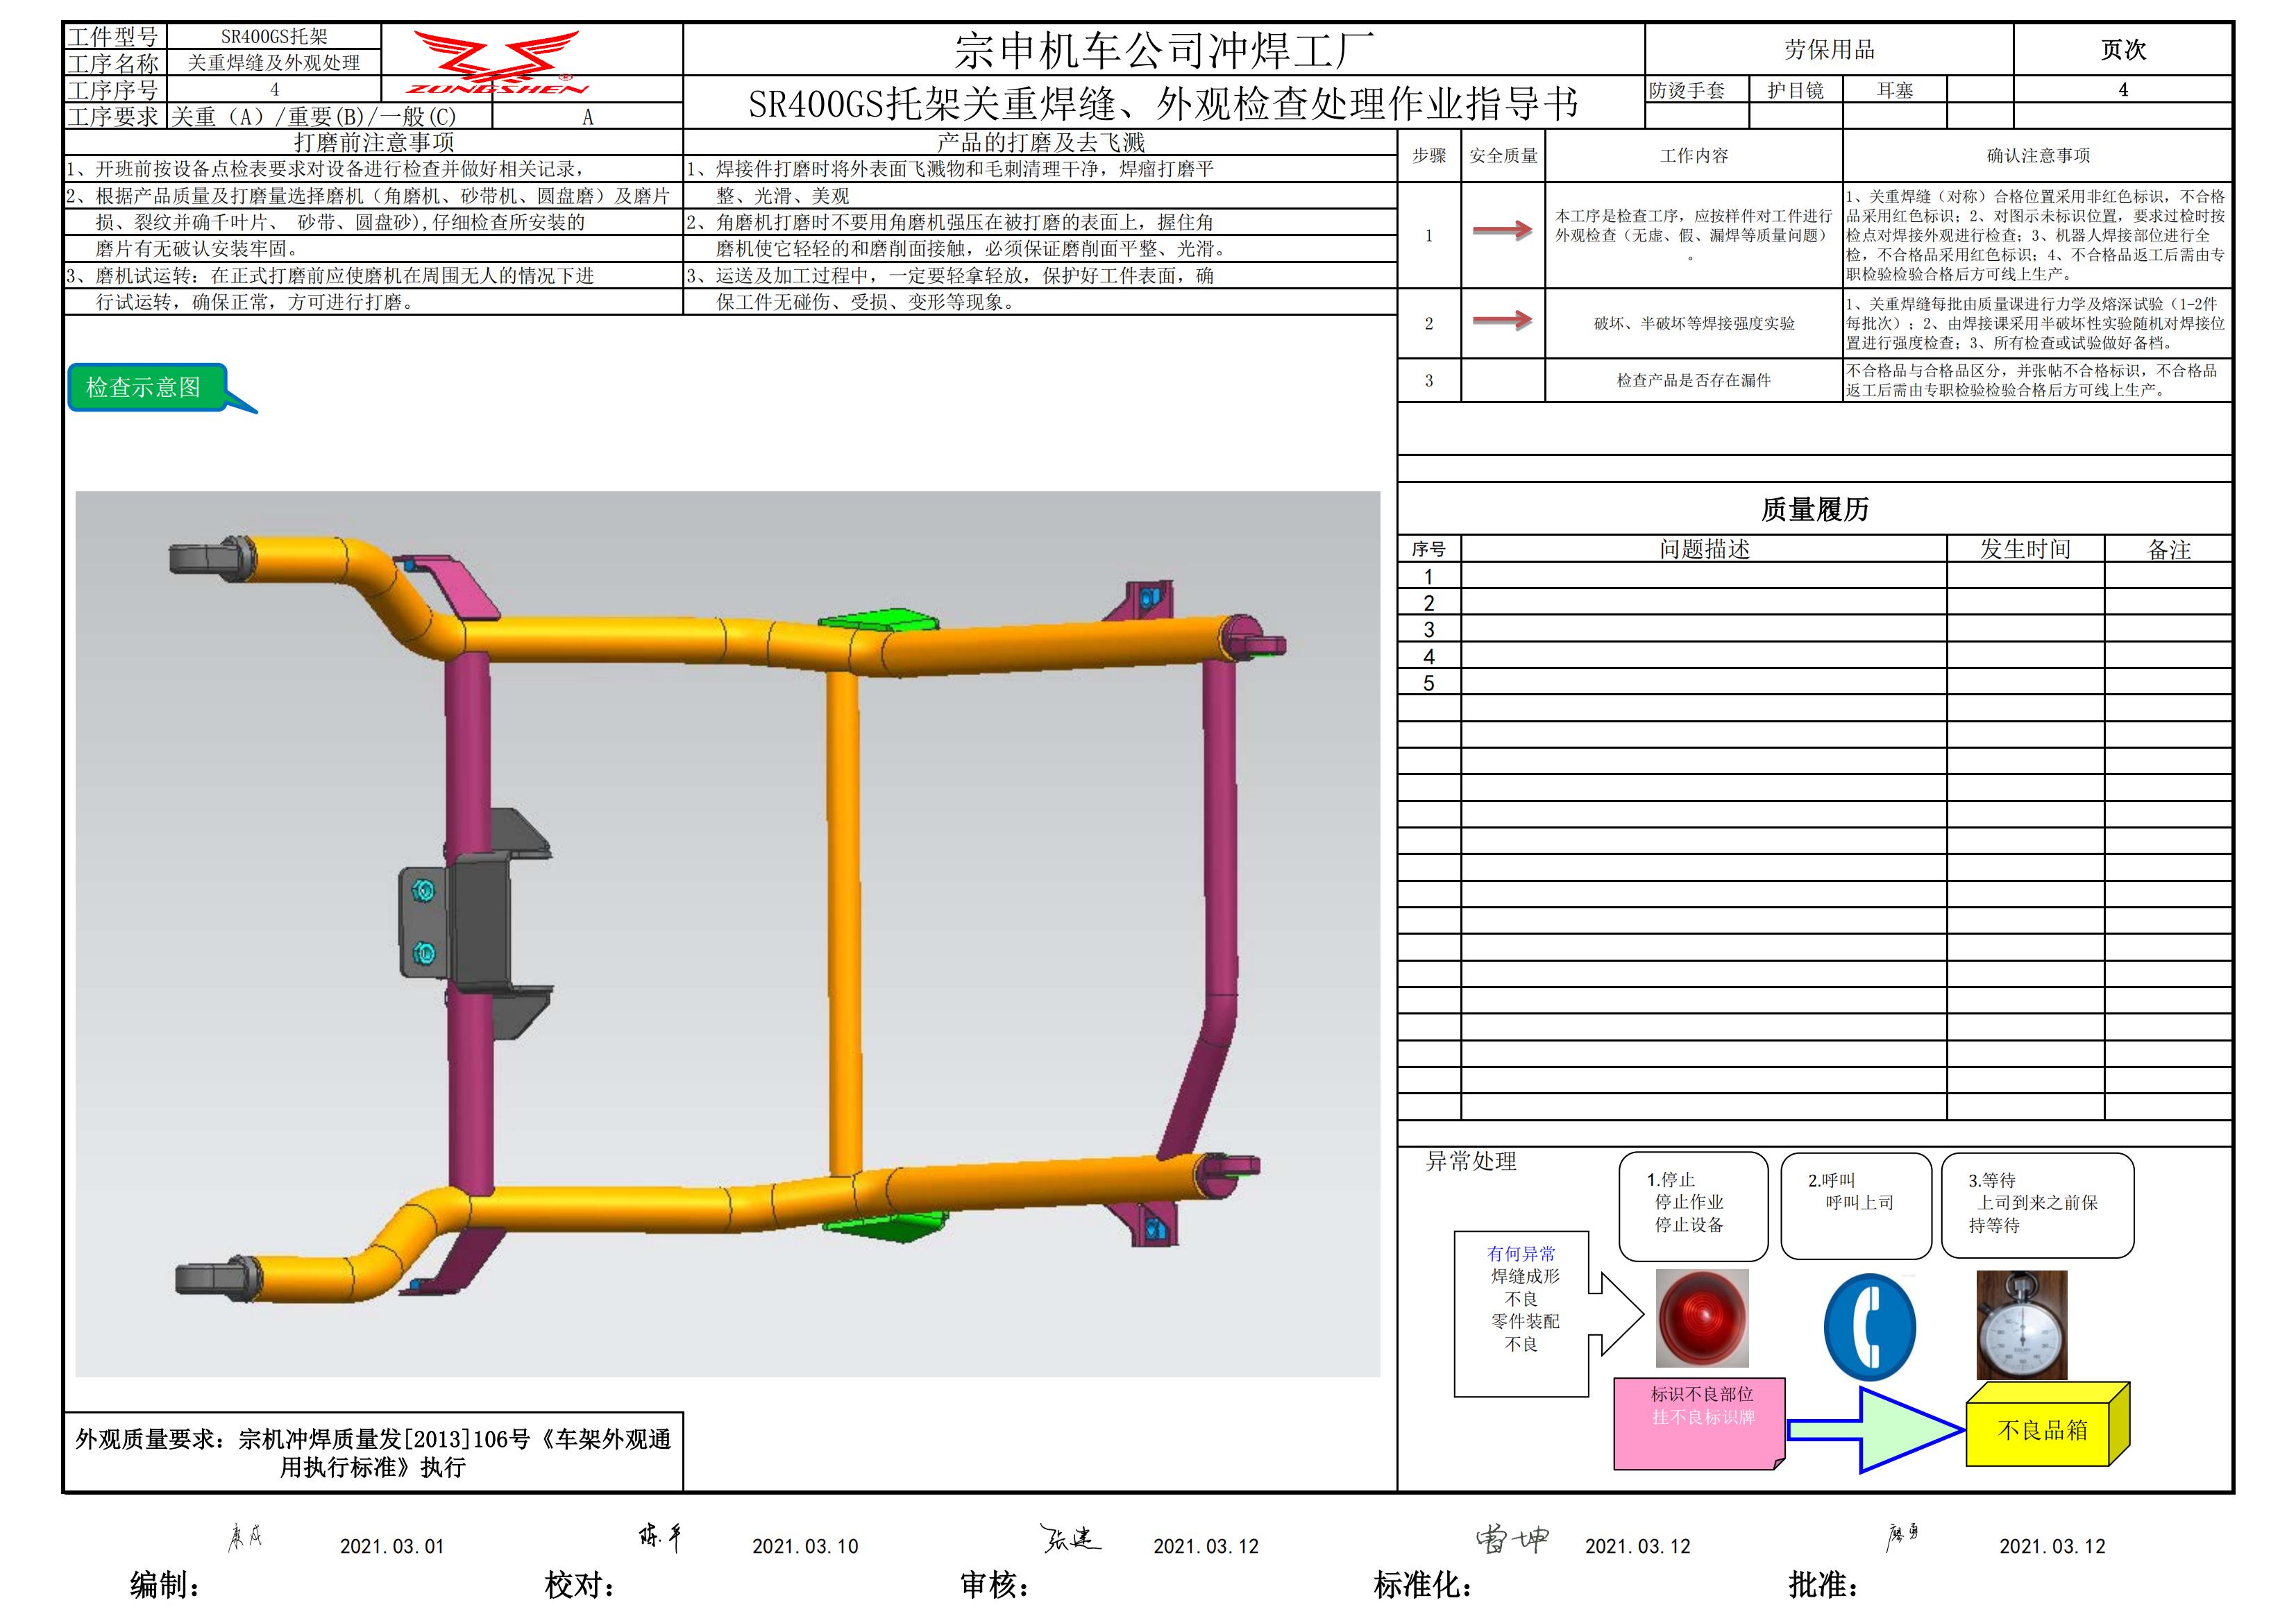 工件型号
SR400GS托架
工序名称
关重焊缝及外观处理
工序序号
4
工序要求
关重（A）/重要(B)/一般(C)
A
ZONGSHEN
®
宗申机车公司冲焊工厂
SR400GS托架关重焊缝、外观检查处理作业指导书
劳保用品
页次
防烫手套
护目镜
耳塞
4
打磨前注意事项
1、开班前按设备点检表要求对设备进行检查并做好相关记录，
2、根据产品质量及打磨量选择磨机（角磨机、砂带机、圆盘磨）及磨片
损、裂纹并确千叶片、 砂带、圆盘砂),仔细检查所安装的
磨片有无破认安装牢固。
3、磨机试运转：在正式打磨前应使磨机在周围无人的情况下进
行试运转，确保正常，方可进行打磨。
产品的打磨及去飞溅
1、焊接件打磨时将外表面飞溅物和毛刺清理干净，焊瘤打磨平
整、光滑、美观
2、角磨机打磨时不要用角磨机强压在被打磨的表面上，握住角
磨机使它轻轻的和磨削面接触，必须保证磨削面平整、光滑。
3、运送及加工过程中，一定要轻拿轻放，保护好工件表面，确
保工件无碰伤、受损、变形等现象。
步骤
安全质量
工作内容
确认注意事项
1
本工序是检查工序，应按样件对工件进行
外观检查（无虚、假、漏焊等质量问题）
。
1、关重焊缝（对称）合格位置采用非红色标识，不合格
品采用红色标识；2、对图示未标识位置，要求过检时按
检点对焊接外观进行检查；3、机器人焊接部位进行全
检，不合格品采用红色标识；4、不合格品返工后需由专
职检验检验合格后方可线上生产。
2
破坏、半破坏等焊接强度实验
1、关重焊缝每批由质量课进行力学及熔深试验（1-2件
每批次）；2、由焊接课采用半破坏性实验随机对焊接位
置进行强度检查；3、所有检查或试验做好备档。
3
检查产品是否存在漏件
不合格品与合格品区分，并张帖不合格标识，不合格品
返工后需由专职检验检验合格后方可线上生产。
检查示意图
质量履历
序号
问题描述
发生时间
备注
1
2
3
4
5
异常处理
1.停止
停止作业
停止设备
2.呼叫
呼叫上司
3.等待
上司到来之前保
持等待
有何异常
焊缝成形
不良
零件装配
不良
标识不良部位
挂不良标识牌
不良品箱
外观质量要求：宗机冲焊质量发[2013]106号《车架外观通
用执行标准》执行
2021.03.01
陈平
2021.03.10
张建
2021.03.12
雷坤
2021.03.12
廖勇
2021.03.12
编制：
校对：
审核：
标准化：
批准：